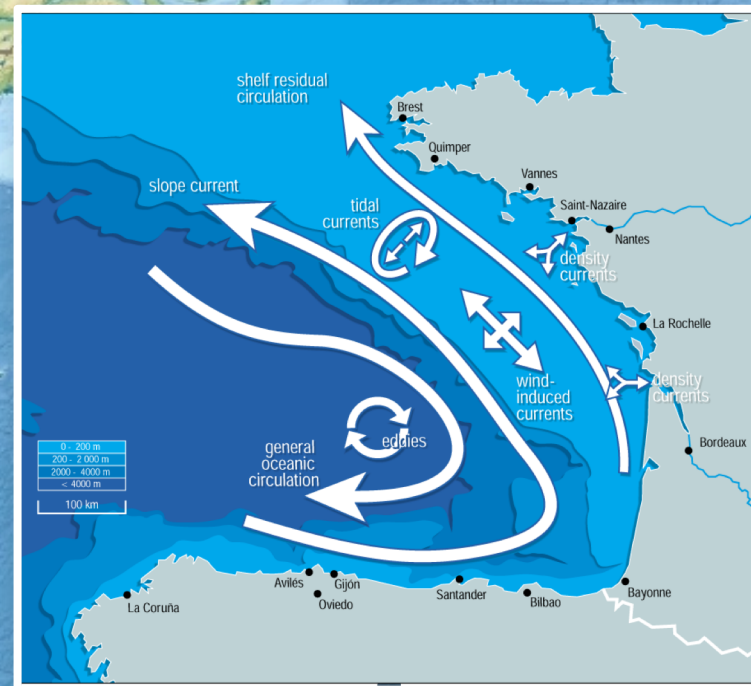 shelf residual
circulation
Brest
Quimper
slope current
Vannes
tidal
currents
Saint-Nazaire
Nantes
density
currents
La Rochelle
wind-
induced
currents
density
currents
eddies
general
oceanic
circulation
Bordeaux
0 - 200 m
200 - 2 000 m
2000 - 4000 m
< 4000 m
100 km
Avilés
Gijón
Oviedo
Santander
Bilbao
Bayonne
La Coruña